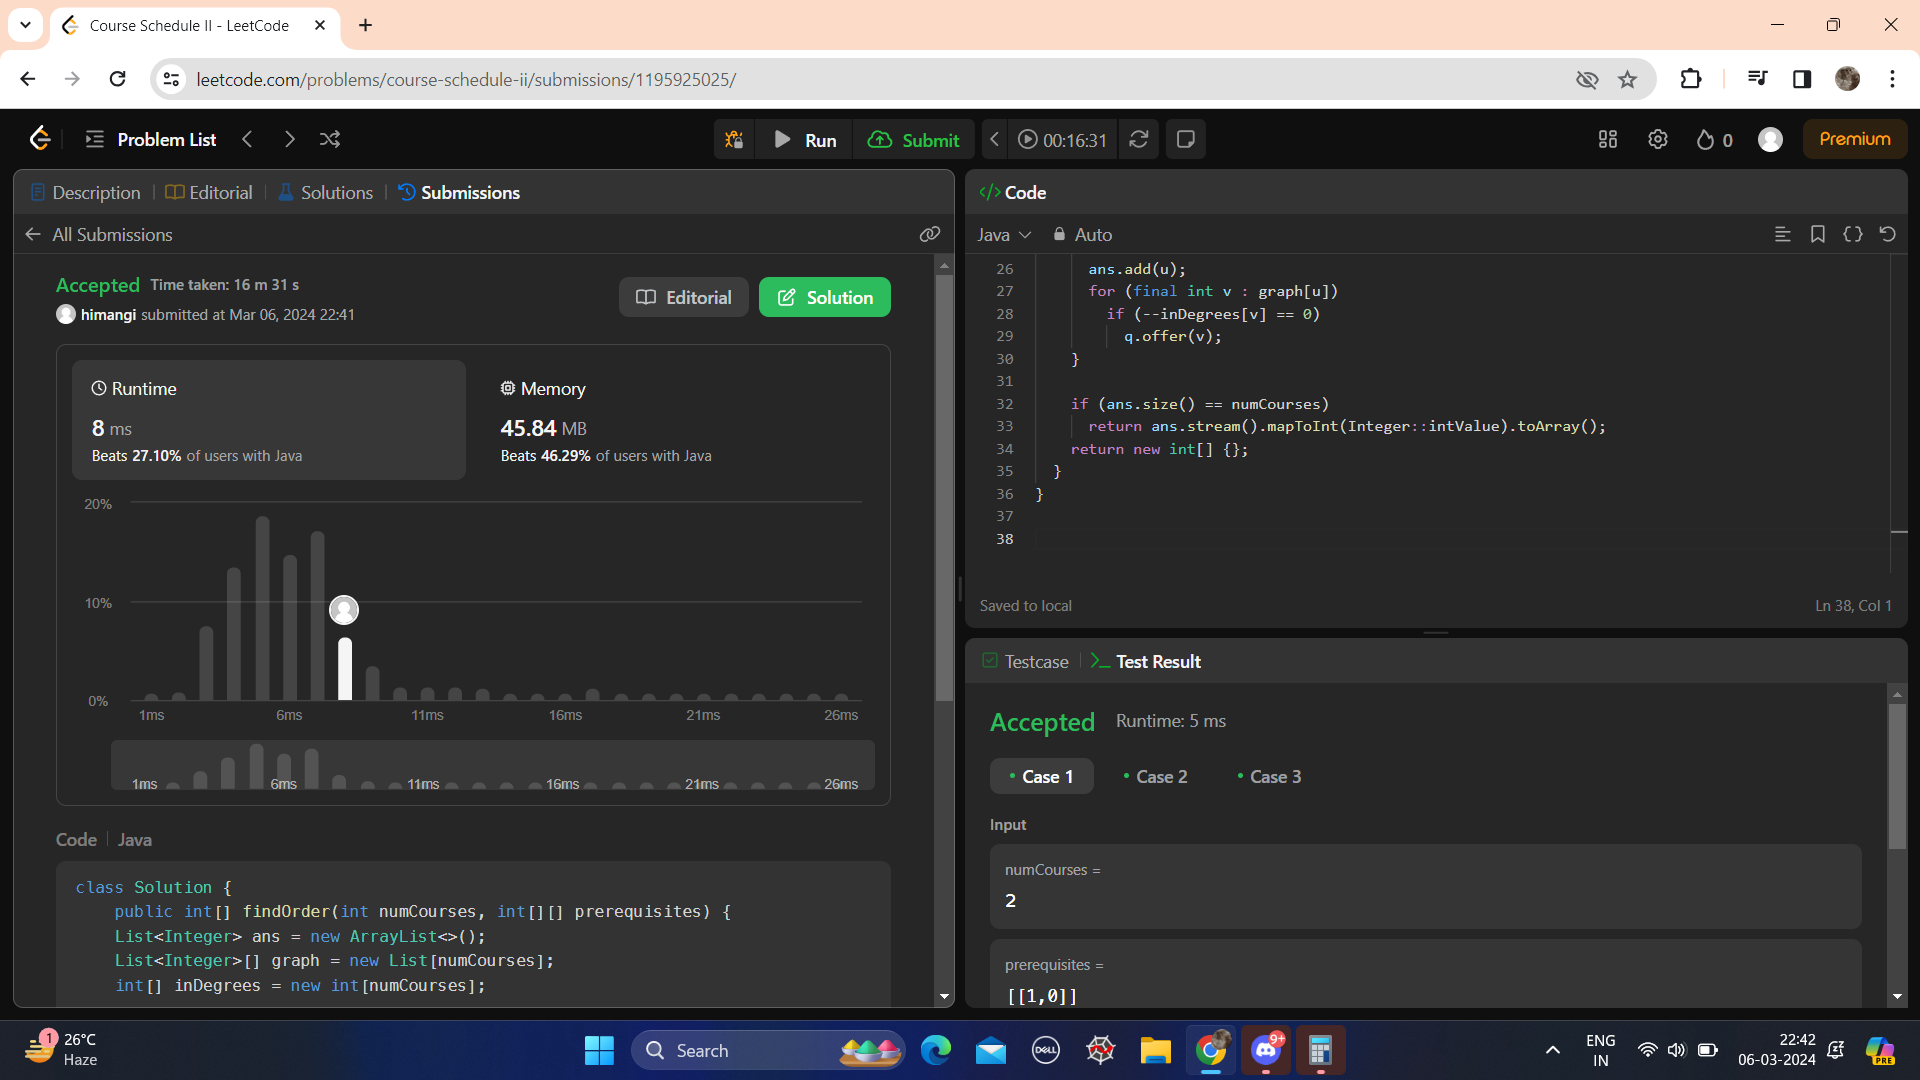 Course Schedule II - LeetCode
leetcode.com/problems/course-schedule-ii/submissions/1195925025/
Problem List
Run
Submit
00:16:31
0
Premium
Description
Editorial
Solutions
Submissions
All Submissions
Accepted Time taken: 16 m 31 s
himangi submitted at Mar 06, 2024 22:41
Editorial
Solution
Runtime
8 ms
Beats 27.10% of users with Java
Memory
45.84 MB
Beats 46.29% of users with Java
20%
10%
0%
1ms 6ms 11ms 16ms 21ms 26ms
1ms 6ms 11ms 16ms 21ms 26ms
Code Java
class Solution {
public int[] findOrder(int numCourses, int[][] prerequisites) {
List<Integer> ans = new ArrayList<>();
List<Integer>[] graph = new List[numCourses];
int[] inDegrees = new int[numCourses];
</> Code
Java Auto
26 ans.add(u);
27 for (final int v : graph[u])
28 if (--inDegrees[v] == 0)
29 q.offer(v);
30 }
31
32 if (ans.size() == numCourses)
33 return ans.stream().mapToInt(Integer::intValue).toArray();
34 return new int[] {};
35 }
36 }
37
38
Saved to local
Ln 38, Col 1
Testcase
Test Result
Accepted Runtime: 5 ms
Case 1
Case 2
Case 3
Input
numCourses =
2
prerequisites =
[[1,0]]
1
26°C
Haze
Search
DELL
9+
ENG
IN
22:42
06-03-2024
PRE